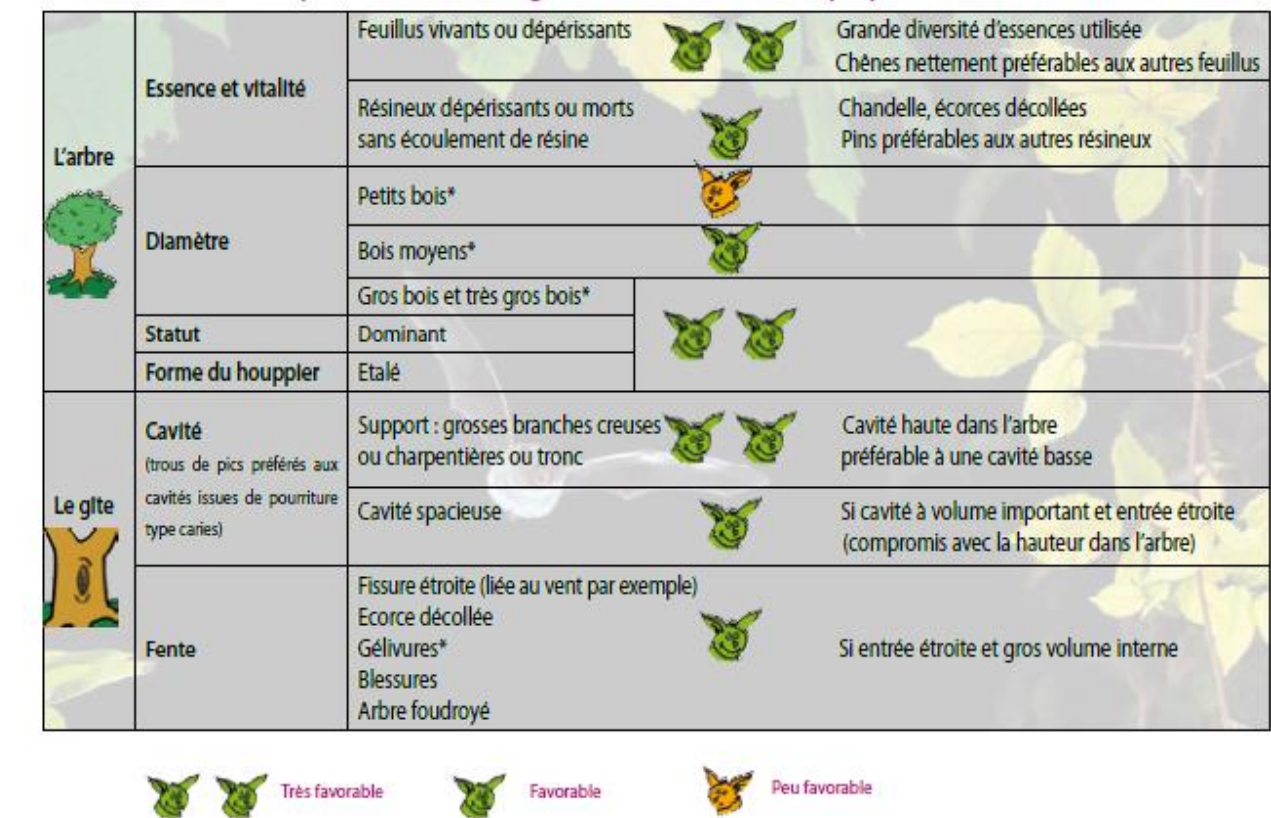 L'arbre
Essence et vitalité
Feuillus vivants ou dépérissants
Grande diversité d'essences utilisée
Chênes nettement préférables aux autres feuillus
Résineux dépérissants ou morts
sans écoulement de résine
Chandelle, écorces décollées
Pins préférables aux autres résineux
Diamètre
Petits bois*
Bois moyens*
Gros bois et très gros bois*
Statut
Dominant
Forme du houppier
Etalé
Le gîte
Cavité
(trous de pics préférés aux
cavités issues de pourriture
type caries)
Support : grosses branches creuses
ou charpentières ou tronc
Cavité haute dans l'arbre
préférable à une cavité basse
Cavité spacieuse
Si cavité à volume important et entrée étroite
(compromis avec la hauteur dans l'arbre)
Fente
Fissure étroite (liée au vent par exemple)
Ecorce décollée
Gélivures*
Blessures
Arbre foudroyé
Si entrée étroite et gros volume interne
Très favorable
Favorable
Peu favorable